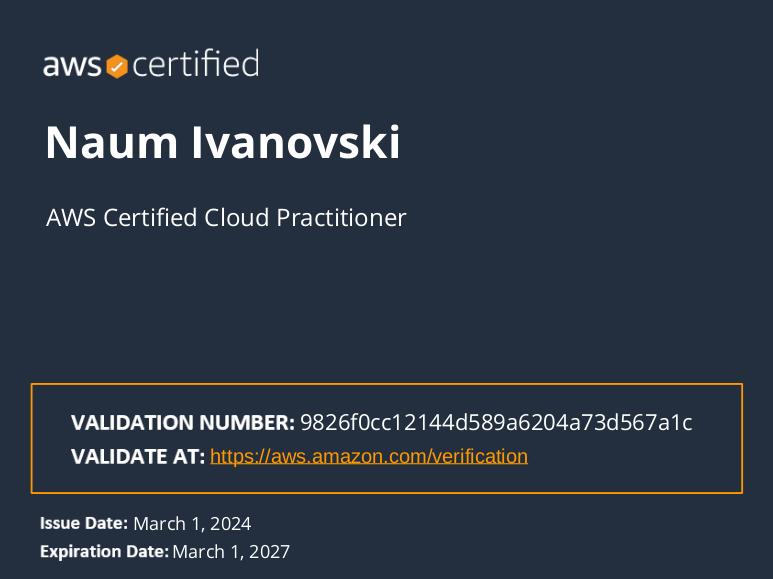 aws certified
Naum Ivanovski
AWS Certified Cloud Practitioner
VALIDATION NUMBER: 9826f0cc12144d589a6204a73d567a1c
VALIDATE AT: https://aws.amazon.com/verification
Issue Date: March 1, 2024
Expiration Date: March 1, 2027